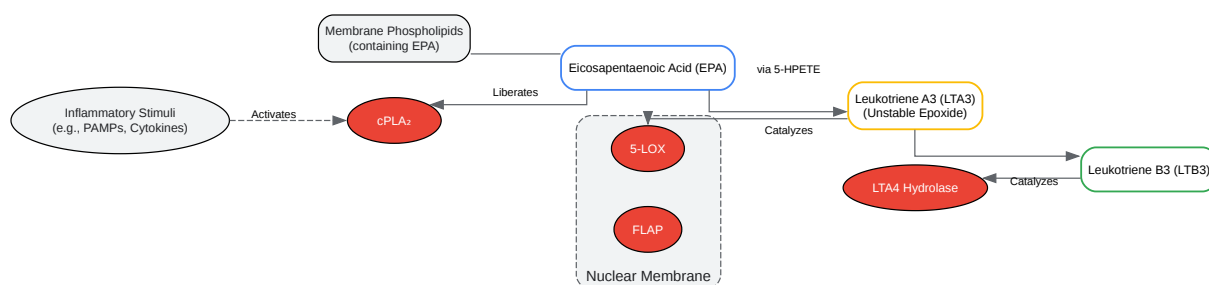 Membrane Phospholipids
(containing EPA)
Eicosapentaenoic Acid (EPA)
via 5-HPETE
Liberates
Leukotriene A3 (LTA3)
(Unstable Epoxide)
Inflammatory Stimuli
(e.g., PAMPs, Cytokines)
Activates
cPLA₂
Catalyzes
5-LOX
Leukotriene B3 (LTB3)
LTA4 Hydrolase
Catalyzes
FLAP
Nuclear Membrane